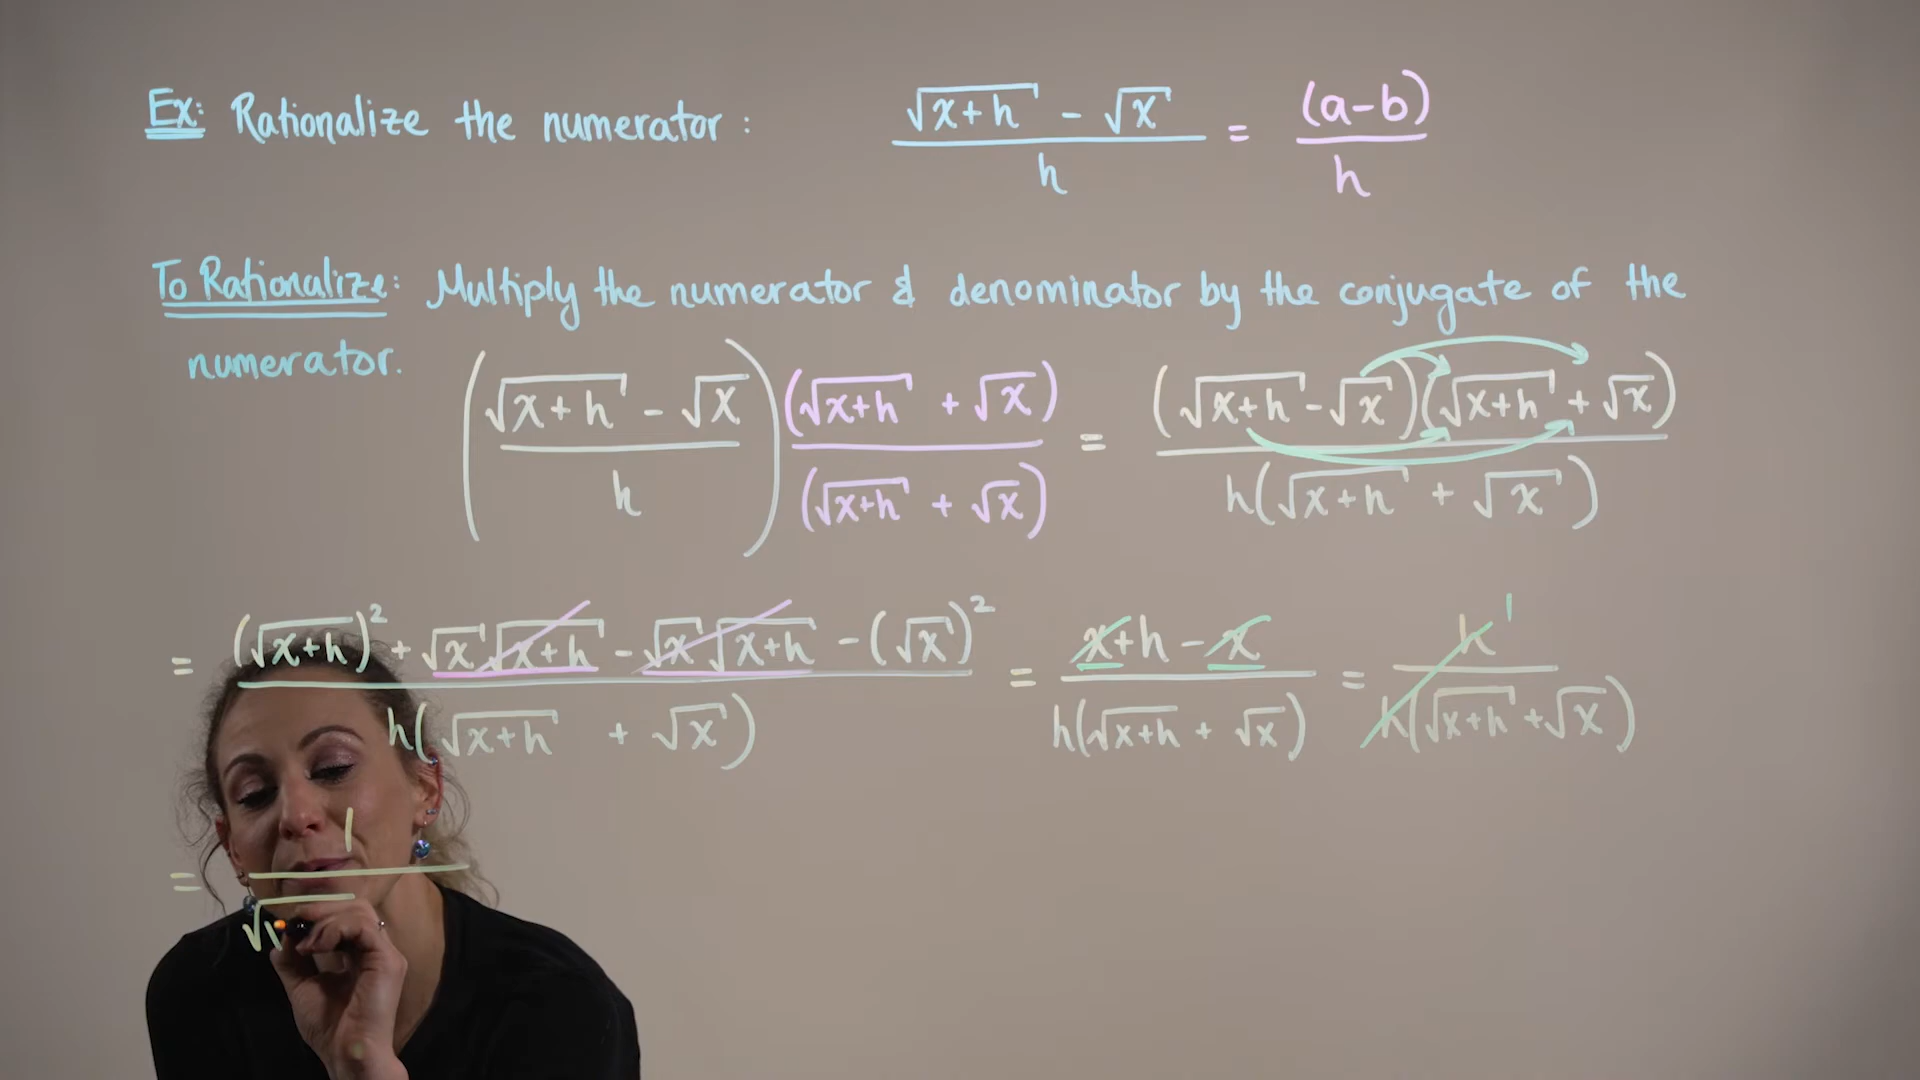 Ex: Rationalize the numerator: (√(x+h) - √x)/h = (a-b)/h
To Rationalize: Multiply the numerator & denominator by the conjugate of the
numerator.
((√(x+h) - √x)/h) (√(x+h) + √x)/(√(x+h) + √x) = (√(x+h) - √x)(√(x+h) + √x)/h(√(x+h) + √x)
= ((√(x+h))² + √x√(x+h) - √x√(x+h) - (√x)²)/h(√(x+h) + √x) = (x+h-x)/h(√(x+h) + √x) = h 1/h(√(x+h) + √x)
= 1/√